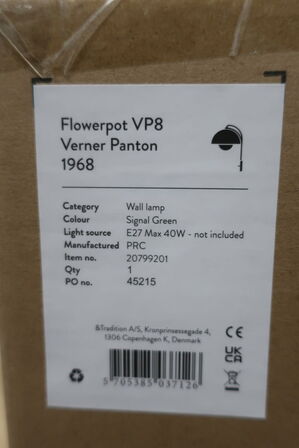 Flowerpot VP8
Verner Panton
1968
Category Wall lamp
Colour Signal Green
Light source E27 Max 40W - not included
Manufactured PRC
Item no. 20799201
Qty 1
PO no. 45215
&Tradition A/S, Kronprinsessegade 4,
1306 Copenhagen K, Denmark
CE
UK
CA
5 705385 037126